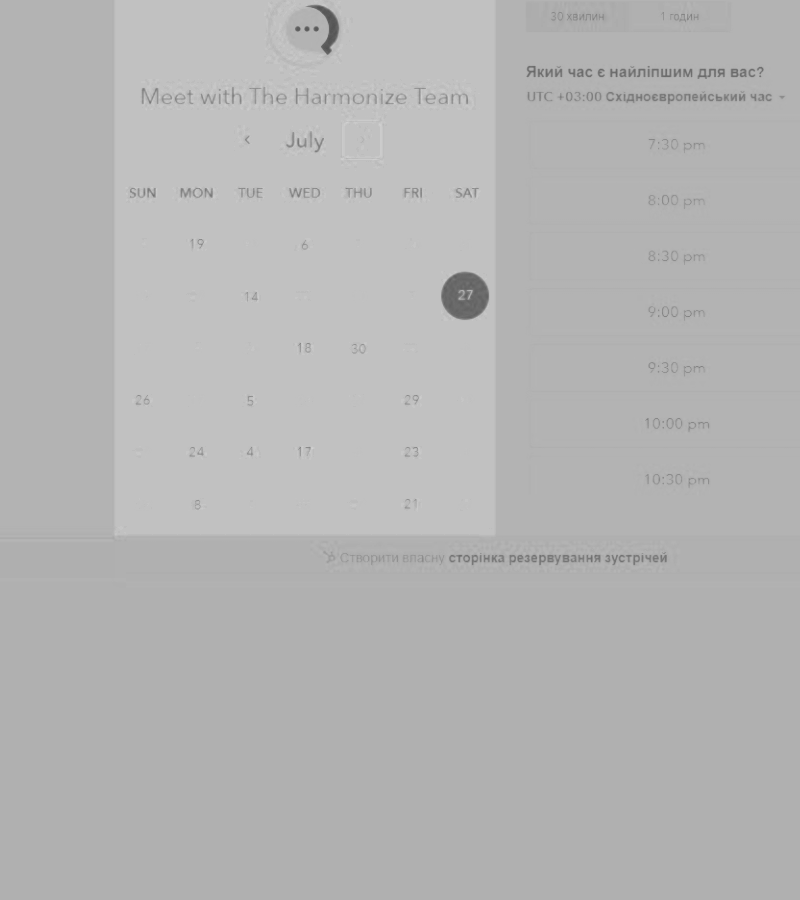 Meet with The Harmonize Team
July
SUN MON TUE WED THU FRI SAT
19 6
14 27
18 30
26 5 29
24 4 17 23
8 21
30 хвилин 1 годин
Який час є найліпшим для вас?
UTC +03:00 Східноєвропейський час
7:30 pm
8:00 pm
8:30 pm
9:00 pm
9:30 pm
10:00 pm
10:30 pm
Створити власну сторінка резервування зустрічей